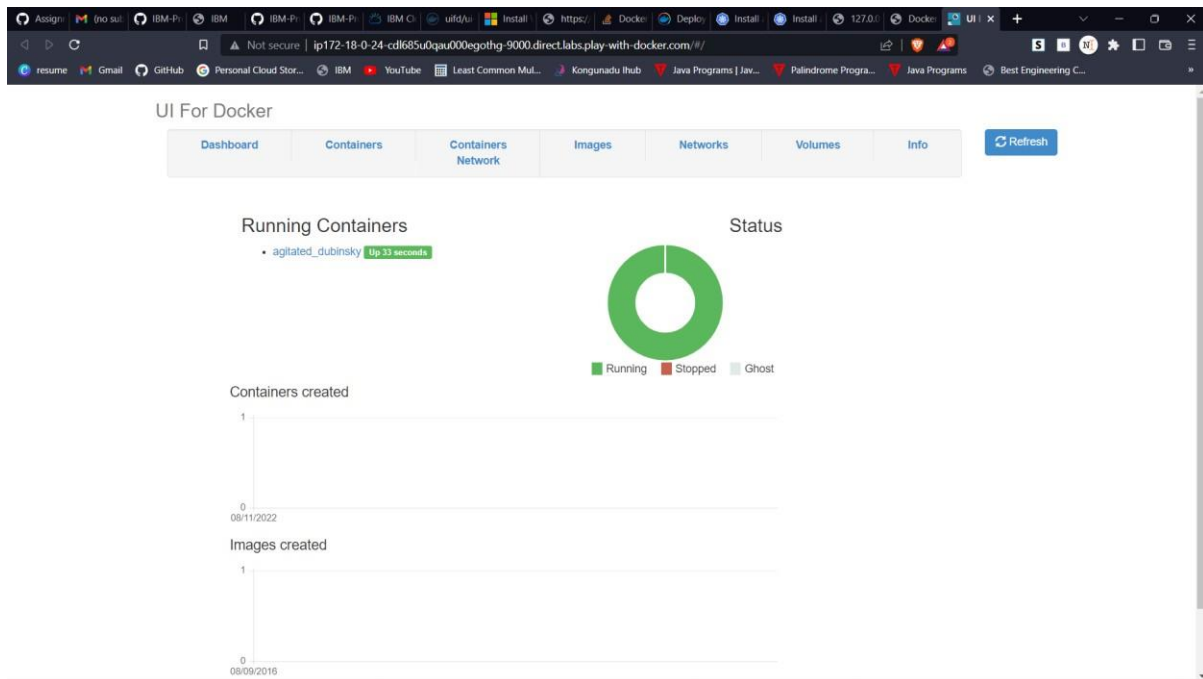 Assign (no sub IBM-Pr IBM IBM-Pr IBM-Pr IBM Cl uifd/ui Install https:/ Docker Deploy Install Install 127.0.0 Docker UI
Not secure ip172-18-0-24-cdl685u0qau000egothg-9000.direct.labs.play-with-docker.com/#/
resume Gmail GitHub Personal Cloud Stor... IBM YouTube Least Common Mul... Kongunadu Ihub Java Programs | Jav... Palindrome Progra... Java Programs Best Engineering C...
UI For Docker
Dashboard Containers Containers Network Images Networks Volumes Info Refresh
Running Containers
agitated_dubinsky Up 33 seconds
Status
Running Stopped Ghost
Containers created
1
0
08/11/2022
Images created
1
0
08/09/2016